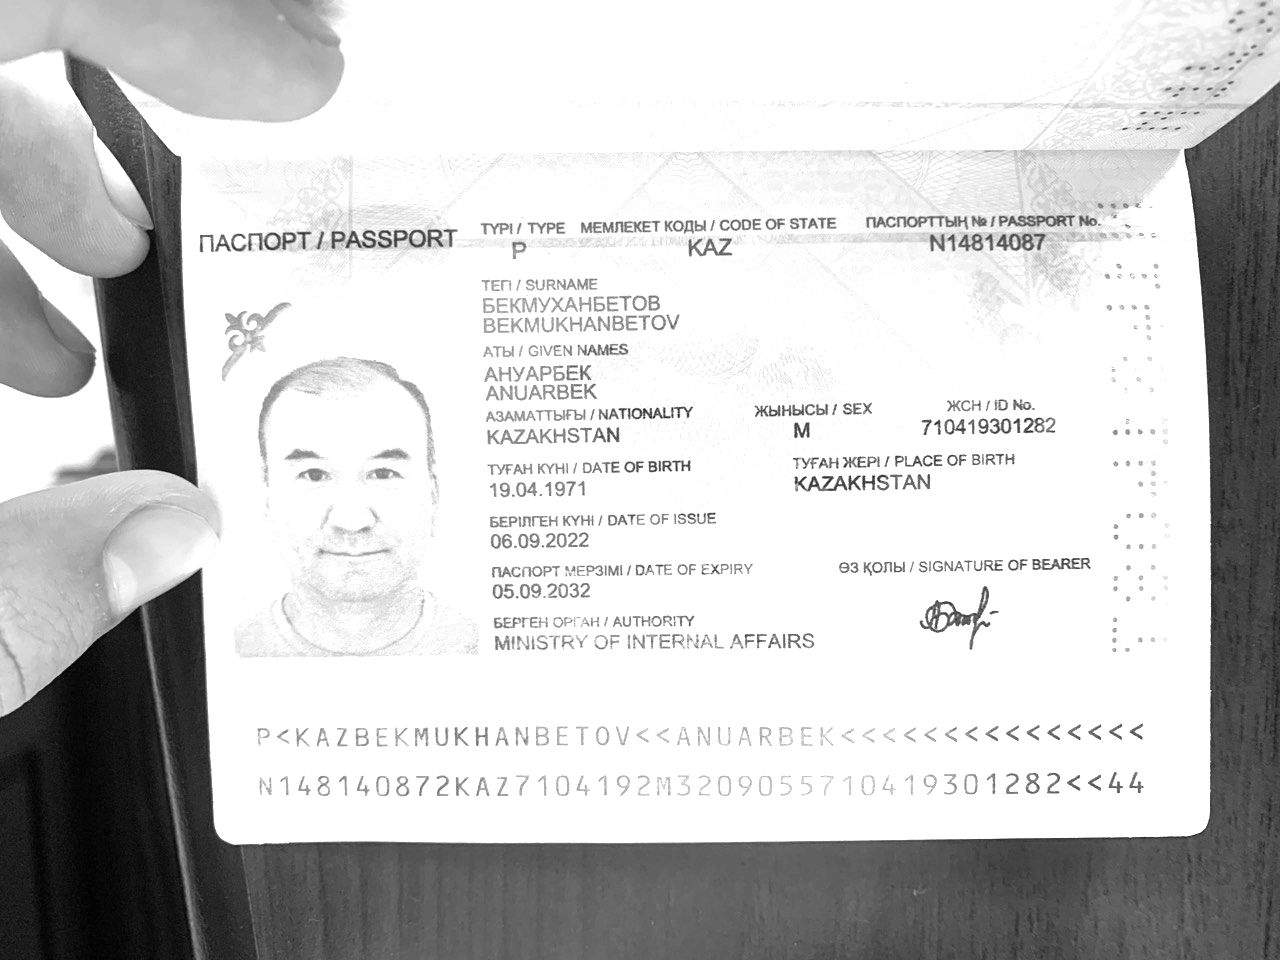 ПАСПОРТ / PASSPORT
ТҮРІ / TYPE
P
МЕМЛЕКЕТ КОДЫ / CODE OF STATE
KAZ
ПАСПОРТТЫҢ № / PASSPORT No.
N14814087
ТЕГІ / SURNAME
БЕКМУХАНБЕТОВ
BEKMUKHANBETOV
АТЫ / GIVEN NAMES
АНУАРБЕК
ANUARBEK
АЗАМАТТЫҒЫ / NATIONALITY
KAZAKHSTAN
ЖЫНЫСЫ / SEX
M
ЖСН / ID No.
710419301282
ТУҒАН КҮНІ / DATE OF BIRTH
19.04.1971
ТУҒАН ЖЕРІ / PLACE OF BIRTH
KAZAKHSTAN
БЕРІЛГЕН КҮНІ / DATE OF ISSUE
06.09.2022
ПАСПОРТ МЕРЗІМІ / DATE OF EXPIRY
05.09.2032
ӨЗ ҚОЛЫ / SIGNATURE OF BEARER
БЕРГЕН ОРГАН / AUTHORITY
MINISTRY OF INTERNAL AFFAIRS
P<KAZBEKMUKHANBETOV<<ANUARBEK<<<<<<<<<<<<<<<
N148140872KAZ7104192M3209055710419301282<<44